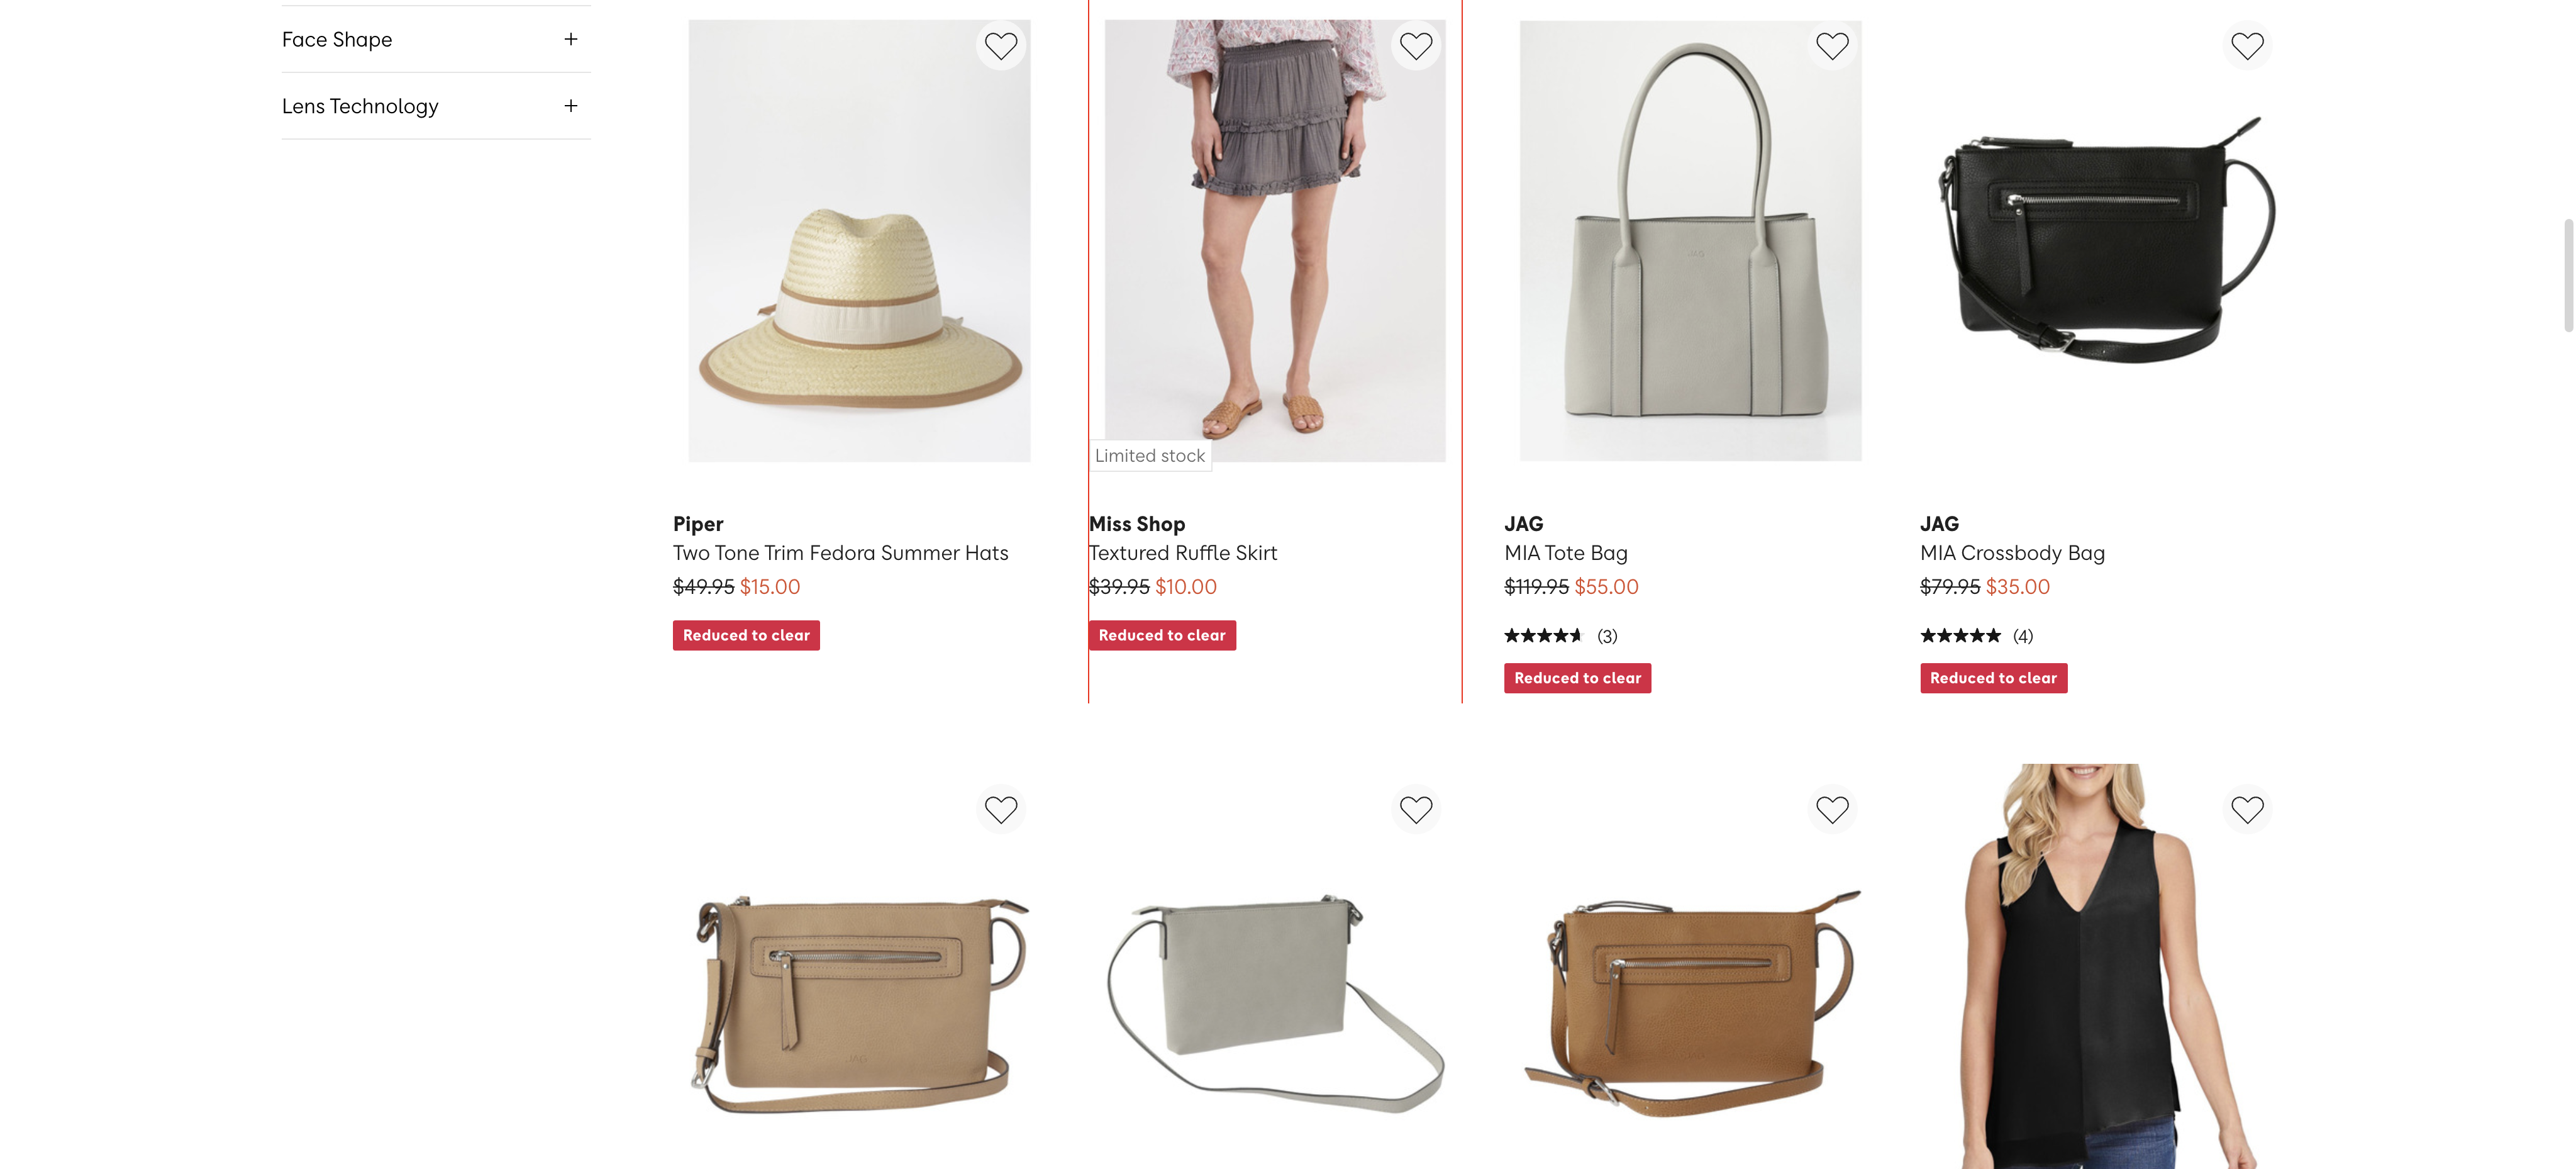 Face Shape
Lens Technology
JAG
Limited stock
Piper
Two Tone Trim Fedora Summer Hats
$49.95 $15.00
Reduced to clear
Miss Shop
Textured Ruffle Skirt
$39.95 $10.00
Reduced to clear
JAG
MIA Tote Bag
$119.95 $55.00
(3)
Reduced to clear
JAG
MIA Crossbody Bag
$79.95 $35.00
(4)
Reduced to clear
JAG